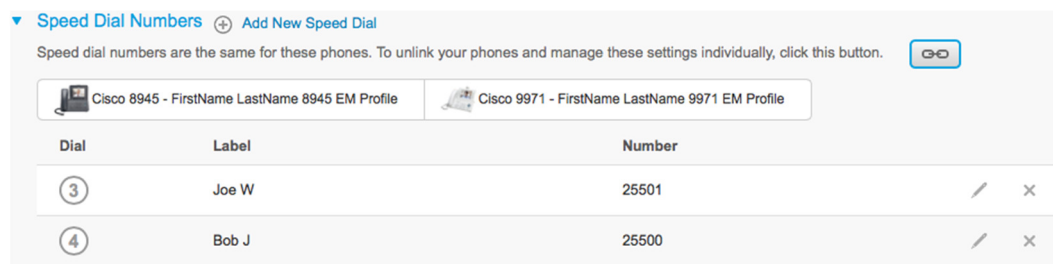 Speed Dial Numbers Add New Speed Dial
Speed dial numbers are the same for these phones. To unlink your phones and manage these settings individually, click this button.
Cisco 8945 - FirstName LastName 8945 EM Profile Cisco 9971 - FirstName LastName 9971 EM Profile
Dial Label Number
3 Joe W 25501
4 Bob J 25500